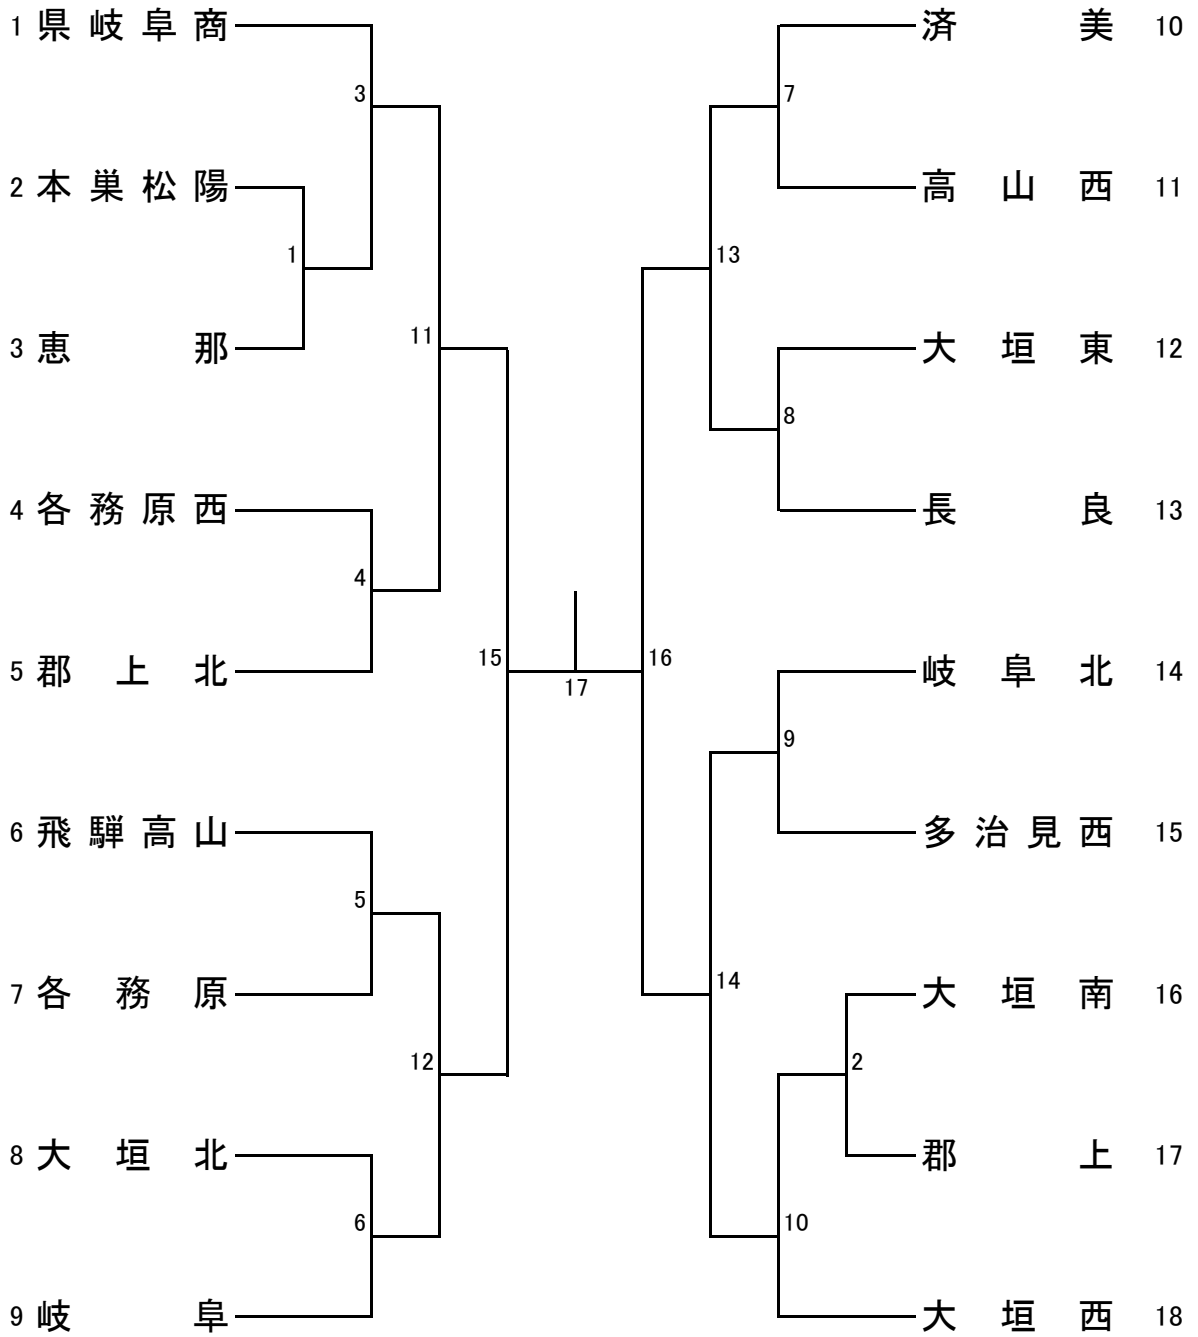 1 県岐阜商
3
2 本巣松陽
1
3 恵那
11
4 各務原西
4
5 郡上北
15
6 飛騨高山
5
7 各務原
12
8 大垣北
6
9 岐阜
17
済美 10
7
高山西 11
13
大垣東 12
8
長良 13
16
岐阜北 14
9
多治見西 15
14
大垣南 16
2
郡上 17
10
大垣西 18